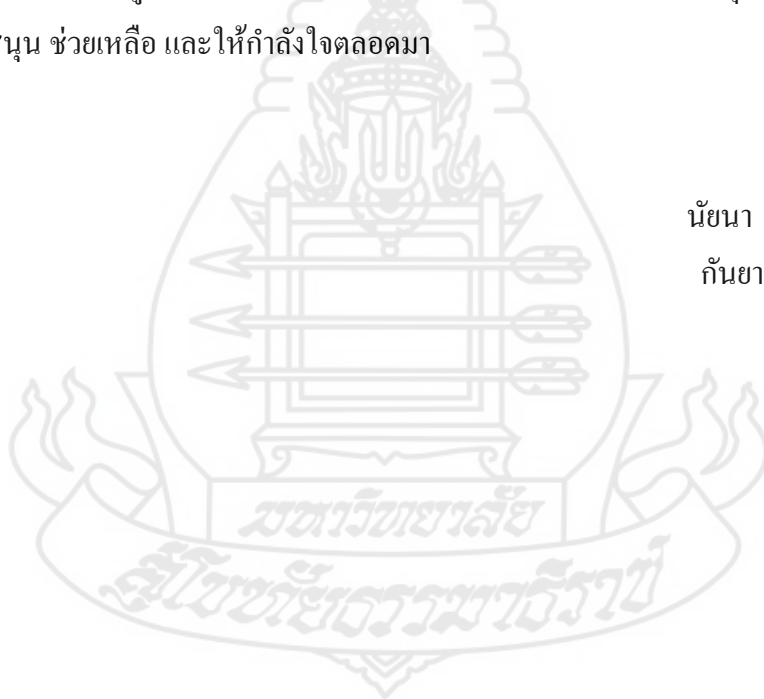 นุน ช่วยเหลือ และให้กำลังใจตลอดมา
นัยนา
กันยา
มหาวิทยาลัย
สุโขทัยธรรมาธิราช